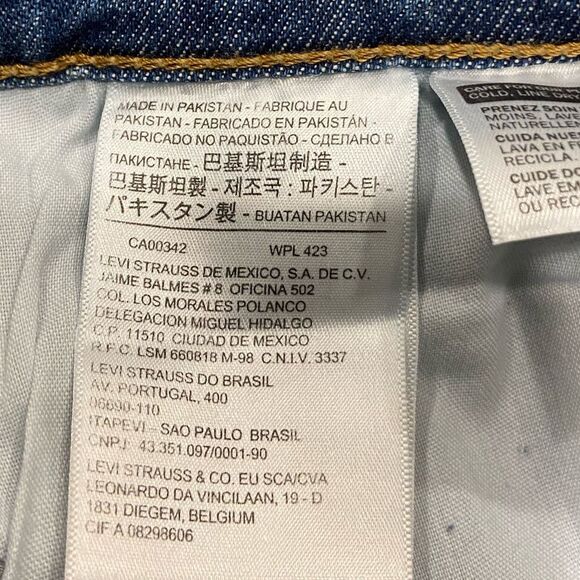 MADE IN PAKISTAN - FABRIQUE AU
PAKISTAN - FABRICADO EN PAKISTÁN -
FABRICADO NO PAQUISTÃO - СДЕЛАНО В
ПАКИСТАНЕ - 巴基斯坦制造 -
巴基斯坦製 - 제조국 : 파키스탄 -
パキスタン製 - BUATAN PAKISTAN
CA00342 WPL 423
LEVI STRAUSS DE MEXICO, S.A. DE C.V.
JAIME BALMES # 8 OFICINA 502
COL. LOS MORALES POLANCO
DELEGACION MIGUEL HIDALGO
C.P. 11510 CIUDAD DE MEXICO
R.F.C. LSM 660818 M-98 C.N.I.V. 3337
LEVI STRAUSS DO BRASIL
AV. PORTUGAL, 400
06690-110
ITAPEVI - SAO PAULO BRASIL
CNPJ: 43.351.097/0001-90
LEVI STRAUSS & CO. EU SCA/CVA
LEONARDO DA VINCILAAN, 19 - D
1831 DIEGEM, BELGIUM
CIF A 08298606
COLD, LINE
PRENEZ SOIN
MOINS, LAVE
NATURELLE
CUIDA NUE
LAVA EN F
RECICLA
CUIDE DO
LAVE EM
OU REC